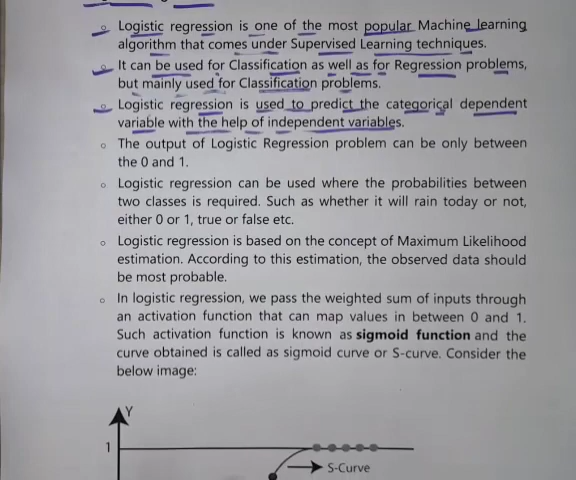 Logistic regression is one of the most popular Machine learning
algorithm that comes under Supervised Learning techniques.
It can be used for Classification as well as for Regression problems,
but mainly used for Classification problems.
Logistic regression is used to predict the categorical dependent
variable with the help of independent variables.
The output of Logistic Regression problem can be only between
the 0 and 1.
Logistic regression can be used where the probabilities between
two classes is required. Such as whether it will rain today or not,
either 0 or 1, true or false etc.
Logistic regression is based on the concept of Maximum Likelihood
estimation. According to this estimation, the observed data should
be most probable.
In logistic regression, we pass the weighted sum of inputs through
an activation function that can map values in between 0 and 1.
Such activation function is known as sigmoid function and the
curve obtained is called as sigmoid curve or S-curve. Consider the
below image:
Y
1
S-Curve